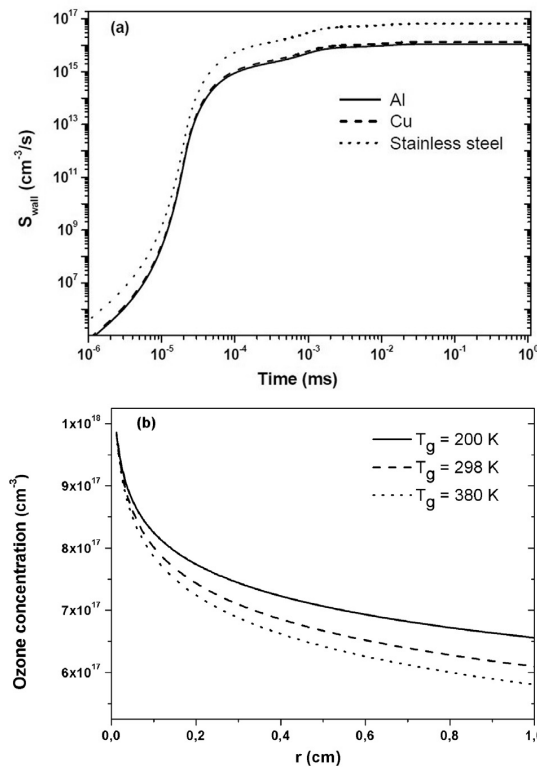 (a)
10^17
10^15
10^13
10^11
10^9
10^7
S_wall (cm^-3/s)
Al
Cu
Stainless steel
10^-6 10^-5 10^-4 10^-3 10^-2 10^-1 10^0
Time (ms)
(b)
1x10^18
9x10^17
8x10^17
7x10^17
6x10^17
Ozone concentration (cm^-3)
T_g = 200 K
T_g = 298 K
T_g = 380 K
0,0 0,2 0,4 0,6 0,8 1,0
r (cm)